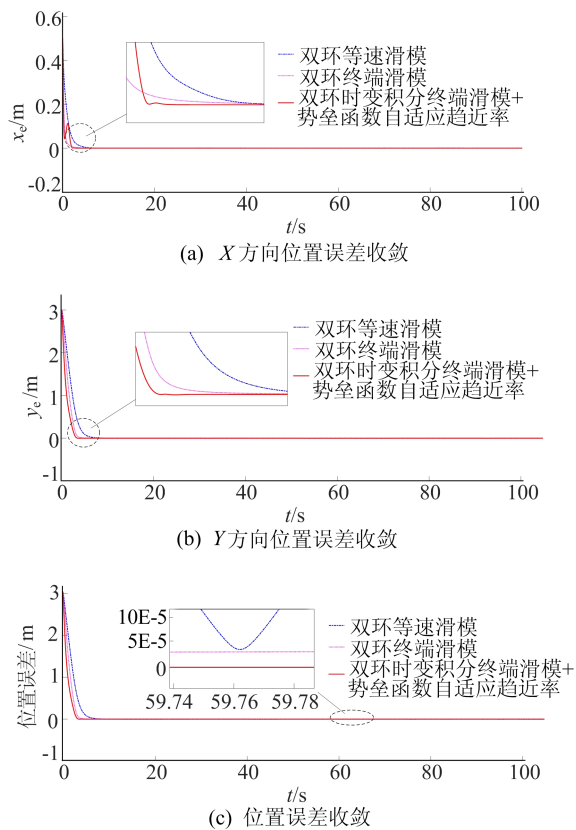 0.6
0.4
0.2
0
-0.2
xe/m
双环等速滑模
双环终端滑模
双环时变积分终端滑模+
势垒函数自适应趋近率
0 20 40 60 80 100
t/s
(a) X方向位置误差收敛
3
2
1
0
-1
ye/m
双环等速滑模
双环终端滑模
双环时变积分终端滑模+
势垒函数自适应趋近率
0 20 40 60 80 100
t/s
(b) Y方向位置误差收敛
3
2
1
0
-1
位置误差/m
10E-5
5E-5
0
59.74 59.76 59.78
双环等速滑模
双环终端滑模
双环时变积分终端滑模+
势垒函数自适应趋近率
0 20 40 60 80 100
t/s
(c) 位置误差收敛